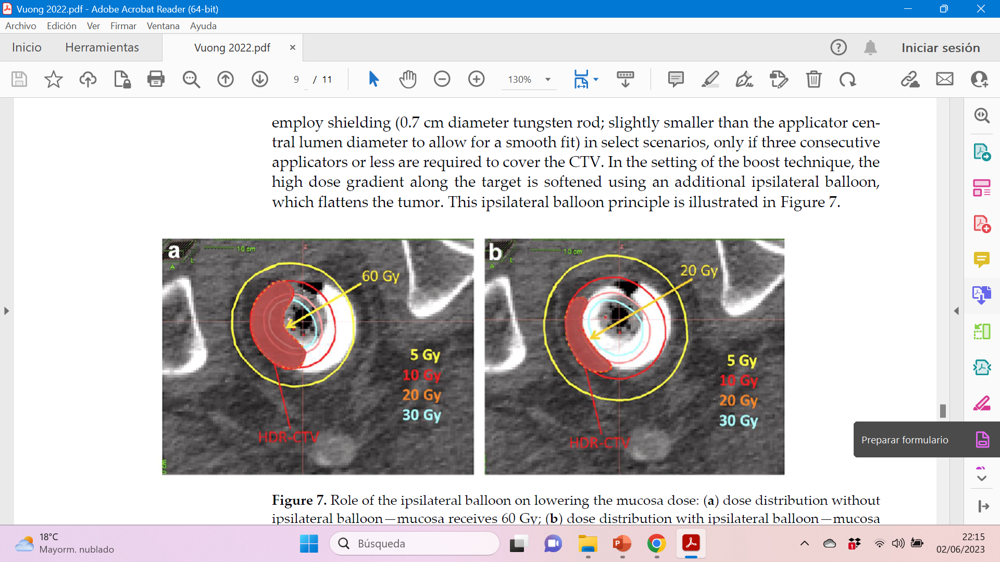 Vuong 2022.pdf - Adobe Acrobat Reader (64-bit)
Archivo Edición Ver Firmar Ventana Ayuda
Inicio Herramientas Vuong 2022.pdf × Iniciar sesión
9 / 11 130%
employ shielding (0.7 cm diameter tungsten rod; slightly smaller than the applicator cen-
tral lumen diameter to allow for a smooth fit) in select scenarios, only if three consecutive
applicators or less are required to cover the CTV. In the setting of the boost technique, the
high dose gradient along the target is softened using an additional ipsilateral balloon,
which flattens the tumor. This ipsilateral balloon principle is illustrated in Figure 7.
a
10 cm
z
L
A
60 Gy
5 Gy
10 Gy
20 Gy
30 Gy
HDR-CTV
b
10 cm
z
L
A
20 Gy
5 Gy
10 Gy
20 Gy
30 Gy
HDR-CTV
Preparar formulario
Figure 7. Role of the ipsilateral balloon on lowering the mucosa dose: (a) dose distribution without
ipsilateral balloon—mucosa receives 60 Gy; (b) dose distribution with ipsilateral balloon—mucosa
18°C
Mayorm. nublado
Búsqueda
1
22:15
02/06/2023